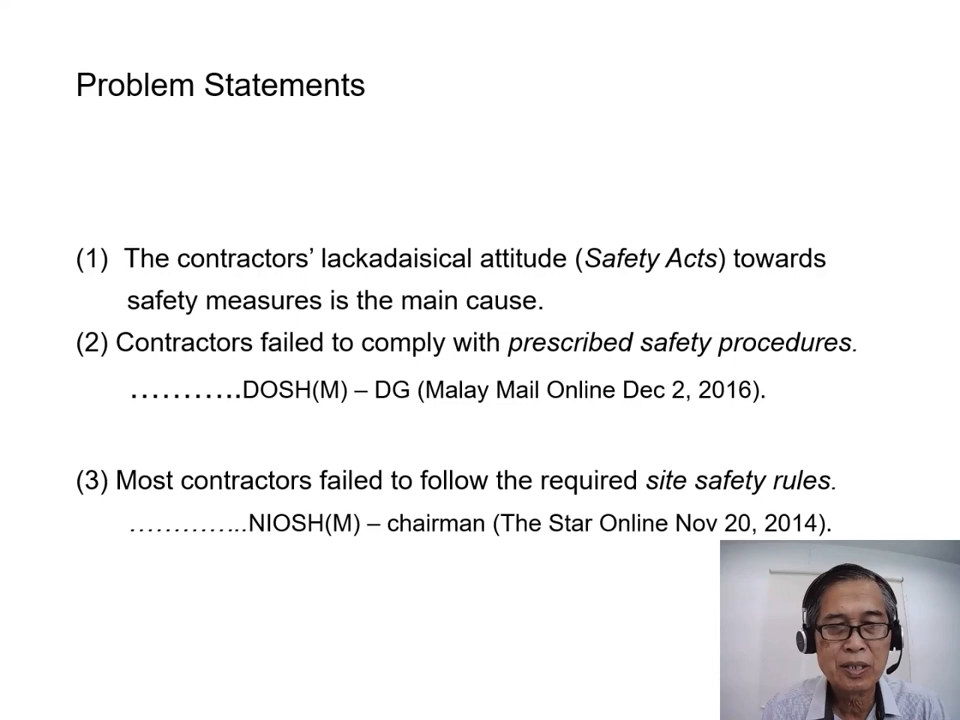 Problem Statements
(1) The contractors’ lackadaisical attitude (Safety Acts) towards
safety measures is the main cause.
(2) Contractors failed to comply with prescribed safety procedures.
………..DOSH(M) – DG (Malay Mail Online Dec 2, 2016).
(3) Most contractors failed to follow the required site safety rules.
…………..NIOSH(M) – chairman (The Star Online Nov 20, 2014).